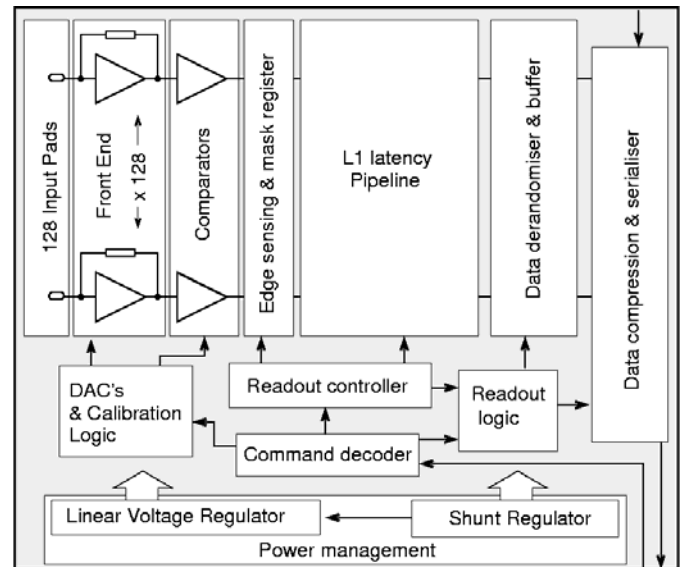 128 Input Pads
Front End
x 128
Comparators
Edge sensing & mask register
L1 latency
Pipeline
Data derandomiser & buffer
Data compression & serialiser
DAC's
& Calibration
Logic
Readout controller
Readout
logic
Command decoder
Linear Voltage Regulator
Shunt Regulator
Power management